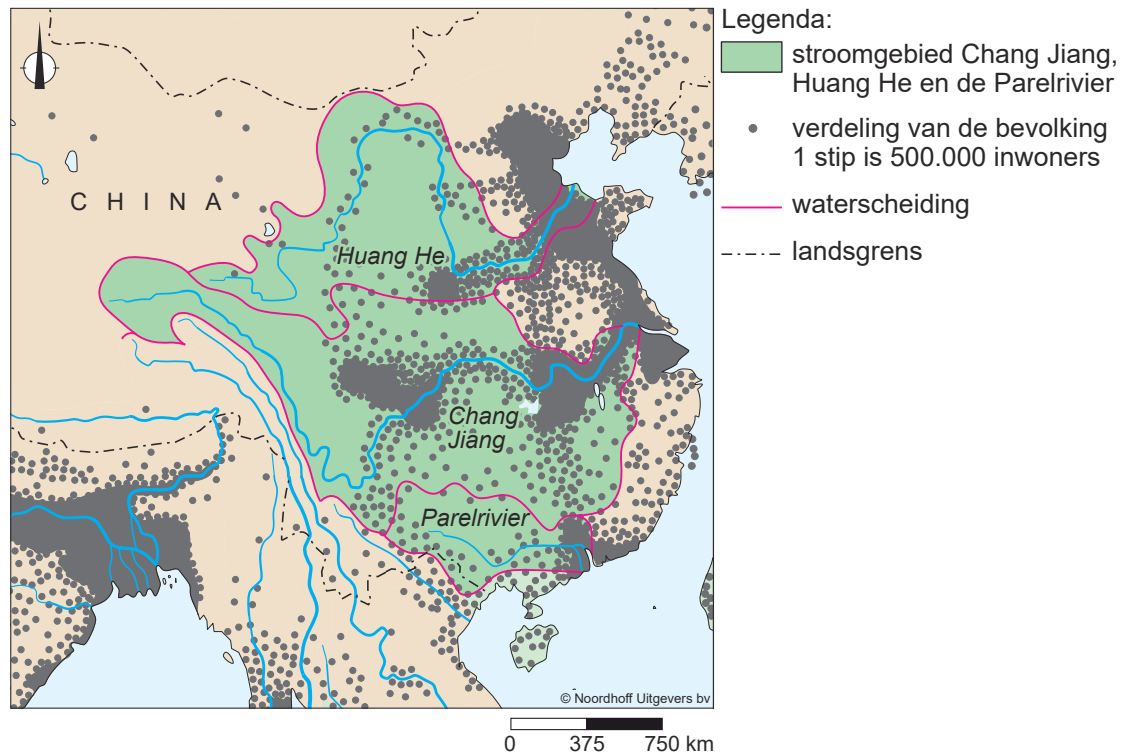 Legenda:
stroomgebied Chang Jiang,
Huang He en de Parelrivier
verdeling van de bevolking
1 stip is 500.000 inwoners
waterscheiding
landsgrens
CHINA
Huang He
Chang
Jiang
Parelrivier
© Noordhoff Uitgevers bv
0 375 750 km